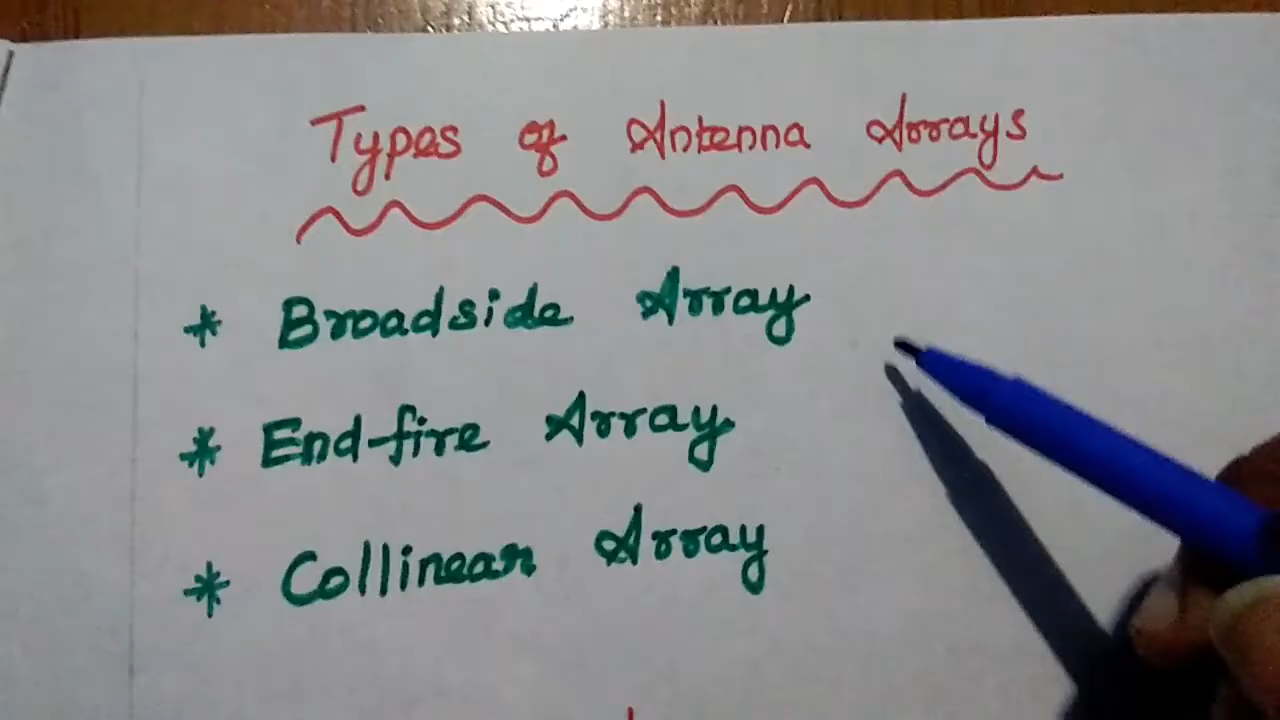 Types of Antenna Arrays
* Broadside Array
* End-fire Array
* Collinear Array